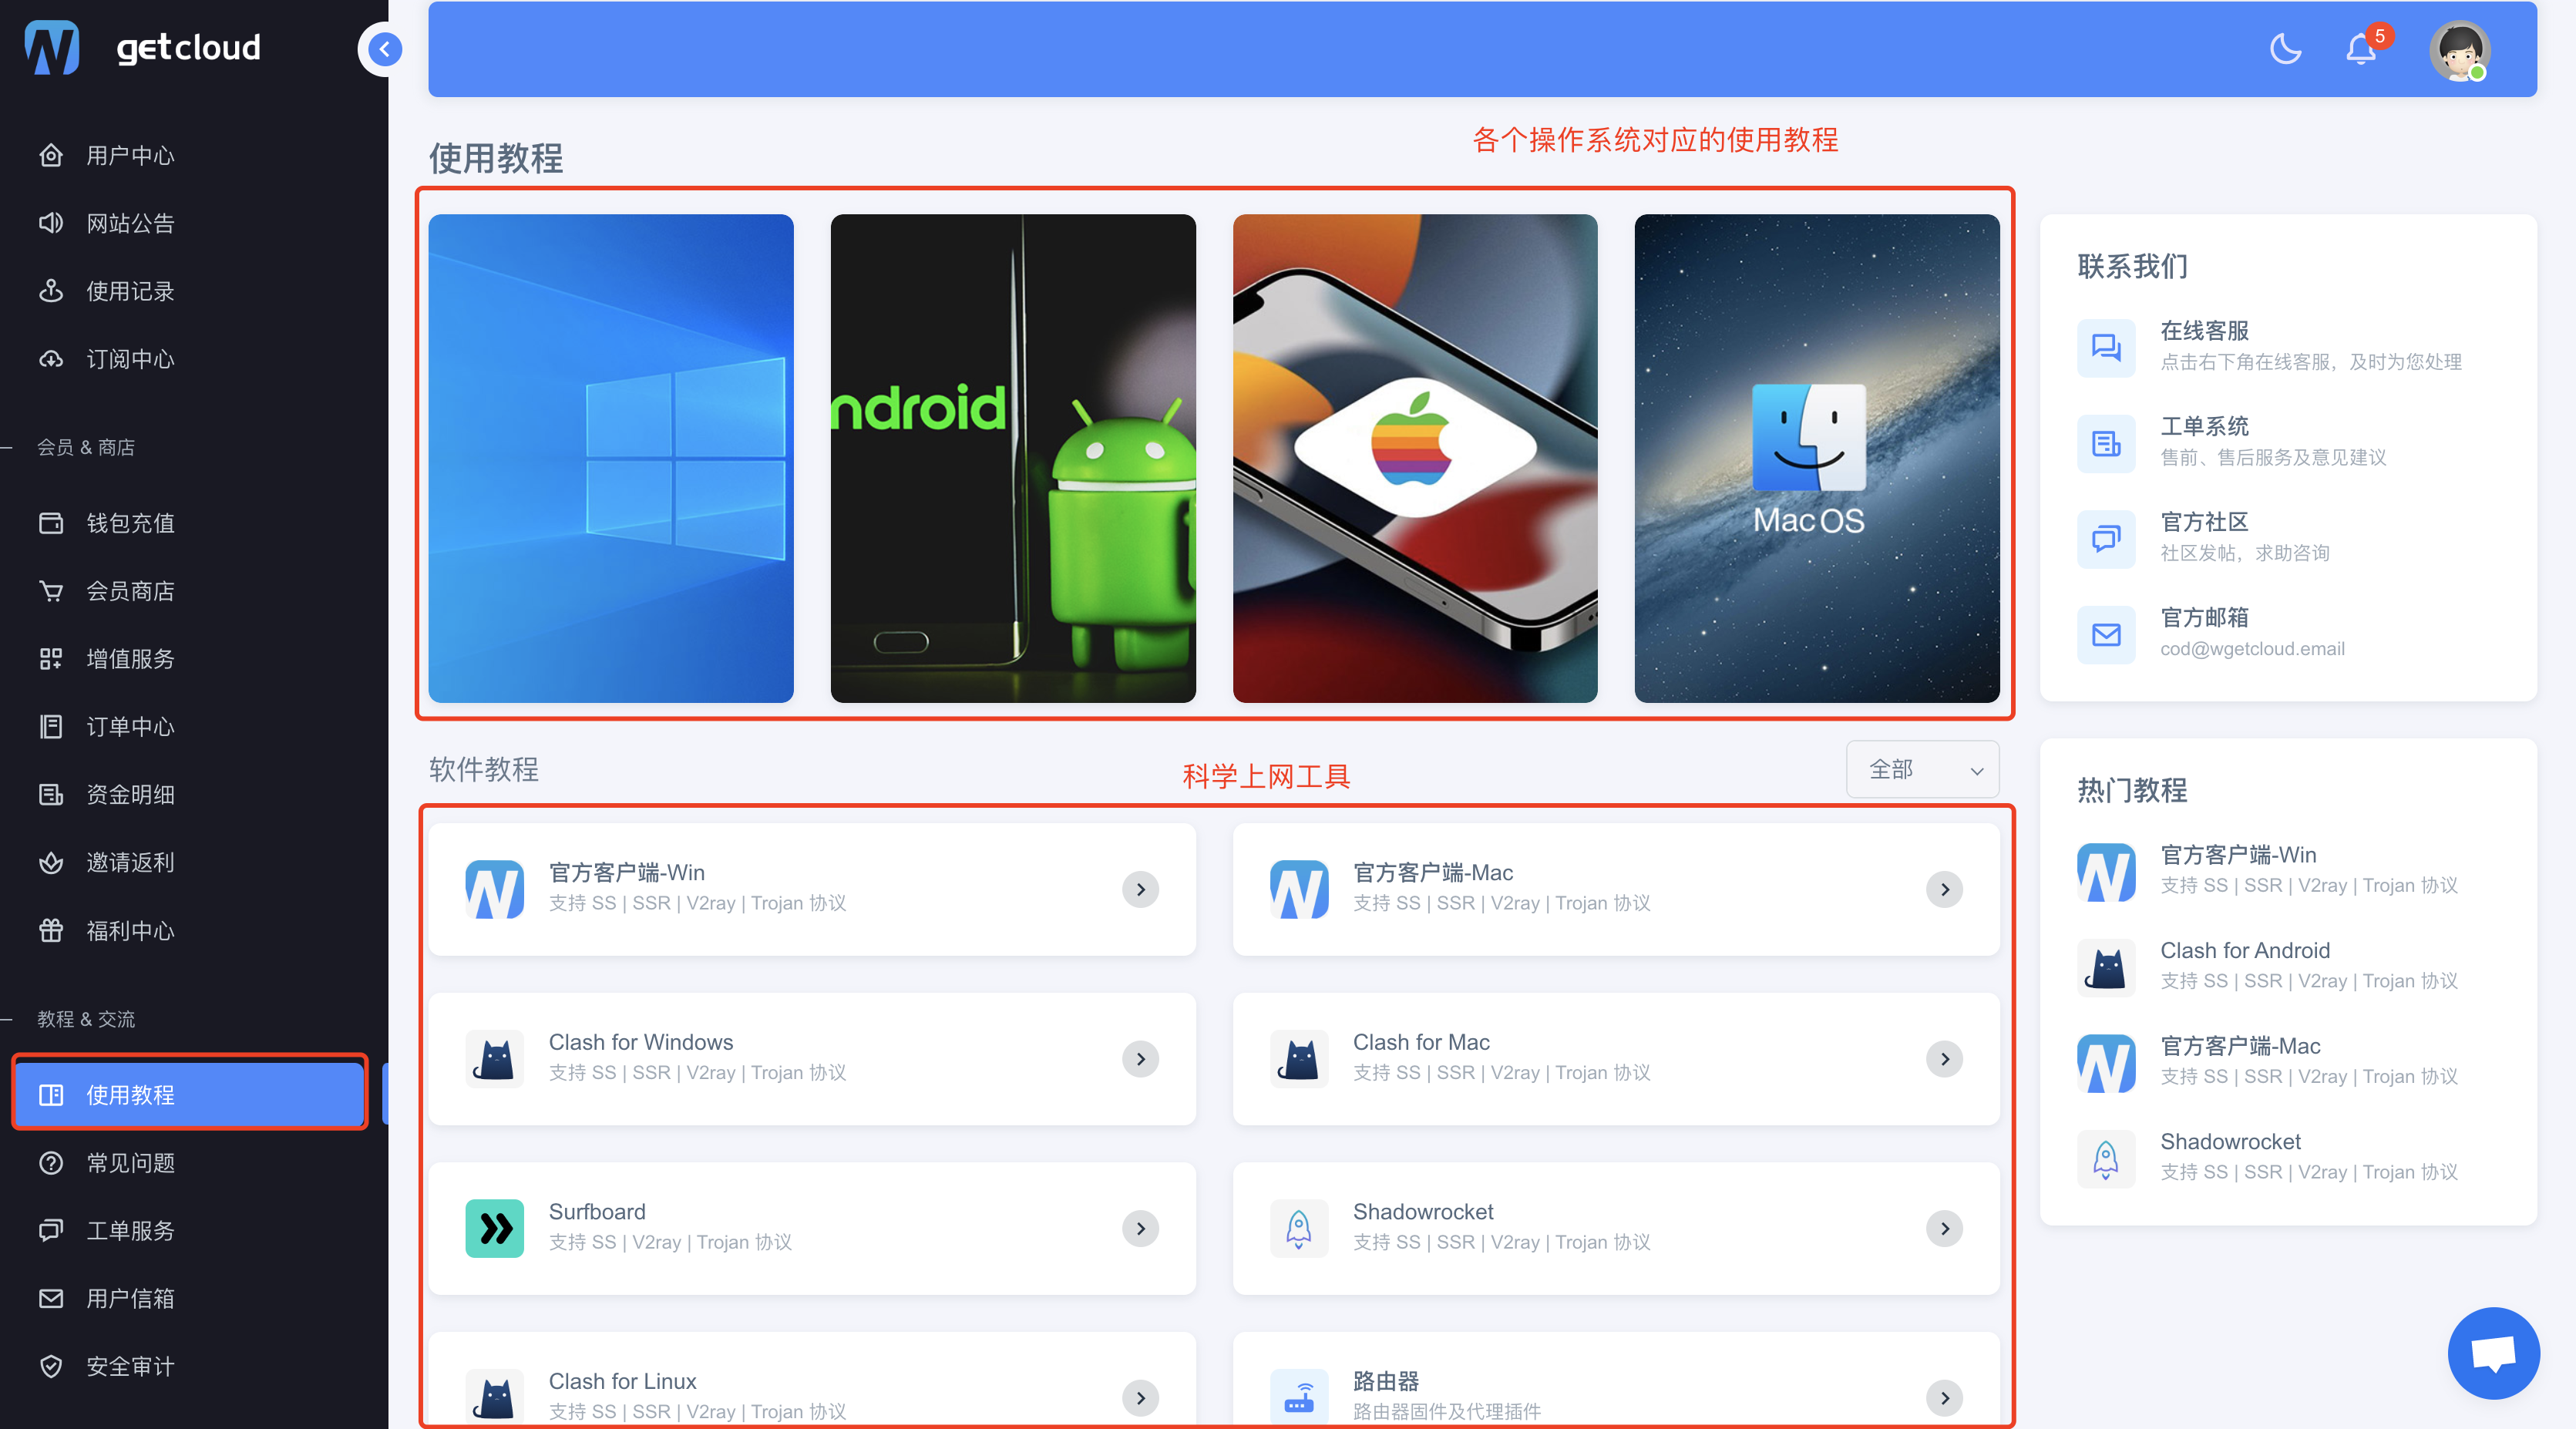 getcloud
用户中心
网站公告
使用记录
订阅中心
会员 & 商店
钱包充值
会员商店
增值服务
订单中心
资金明细
邀请返利
福利中心
教程 & 交流
使用教程
常见问题
工单服务
用户信箱
安全审计
5
使用教程
各个操作系统对应的使用教程
ndroid
Mac OS
软件教程
科学上网工具
全部
官方客户端-Win
支持 SS | SSR | V2ray | Trojan 协议
官方客户端-Mac
支持 SS | SSR | V2ray | Trojan 协议
Clash for Windows
支持 SS | SSR | V2ray | Trojan 协议
Clash for Mac
支持 SS | SSR | V2ray | Trojan 协议
Surfboard
支持 SS | V2ray | Trojan 协议
Shadowrocket
支持 SS | SSR | V2ray | Trojan 协议
Clash for Linux
支持 SS | SSR | V2ray | Trojan 协议
路由器
路由器固件及代理插件
联系我们
在线客服
点击右下角在线客服，及时为您处理
工单系统
售前、售后服务及意见建议
官方社区
社区发帖，求助咨询
官方邮箱
cod@wgetcloud.email
热门教程
官方客户端-Win
支持 SS | SSR | V2ray | Trojan 协议
Clash for Android
支持 SS | SSR | V2ray | Trojan 协议
官方客户端-Mac
支持 SS | SSR | V2ray | Trojan 协议
Shadowrocket
支持 SS | SSR | V2ray | Trojan 协议